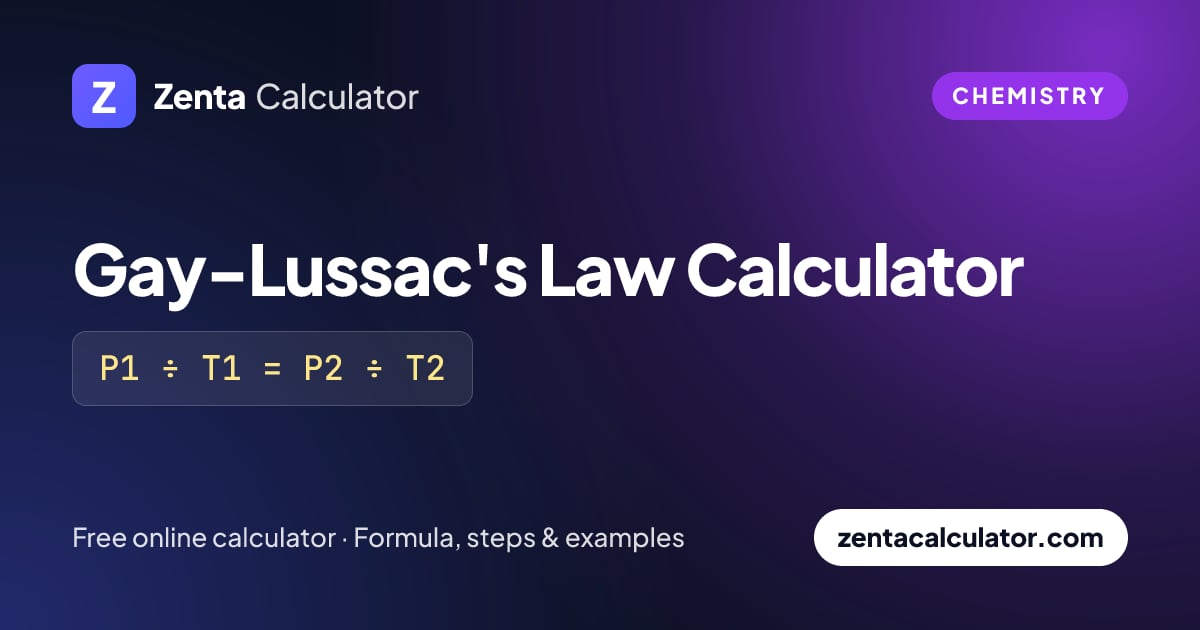 Z
Zenta Calculator
CHEMISTRY
Gay-Lussac's Law Calculator
P1 ÷ T1 = P2 ÷ T2
Free online calculator · Formula, steps & examples
zentacalculator.com